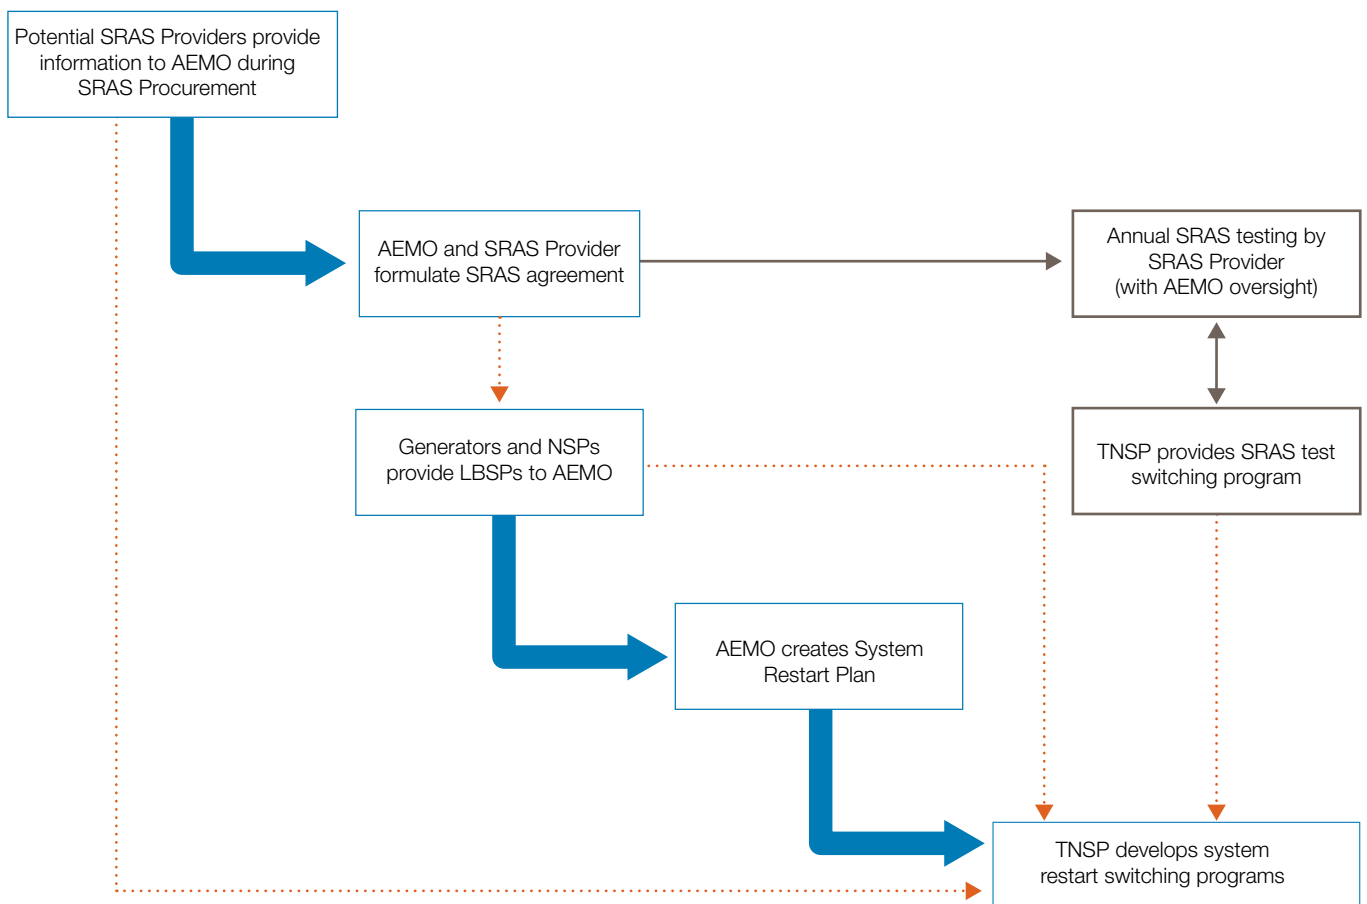 Potential SRAS Providers provide
information to AEMO during
SRAS Procurement
AEMO and SRAS Provider
formulate SRAS agreement
Annual SRAS testing by
SRAS Provider
(with AEMO oversight)
Generators and NSPs
provide LBSPs to AEMO
TNSP provides SRAS test
switching program
AEMO creates System
Restart Plan
TNSP develops system
restart switching programs